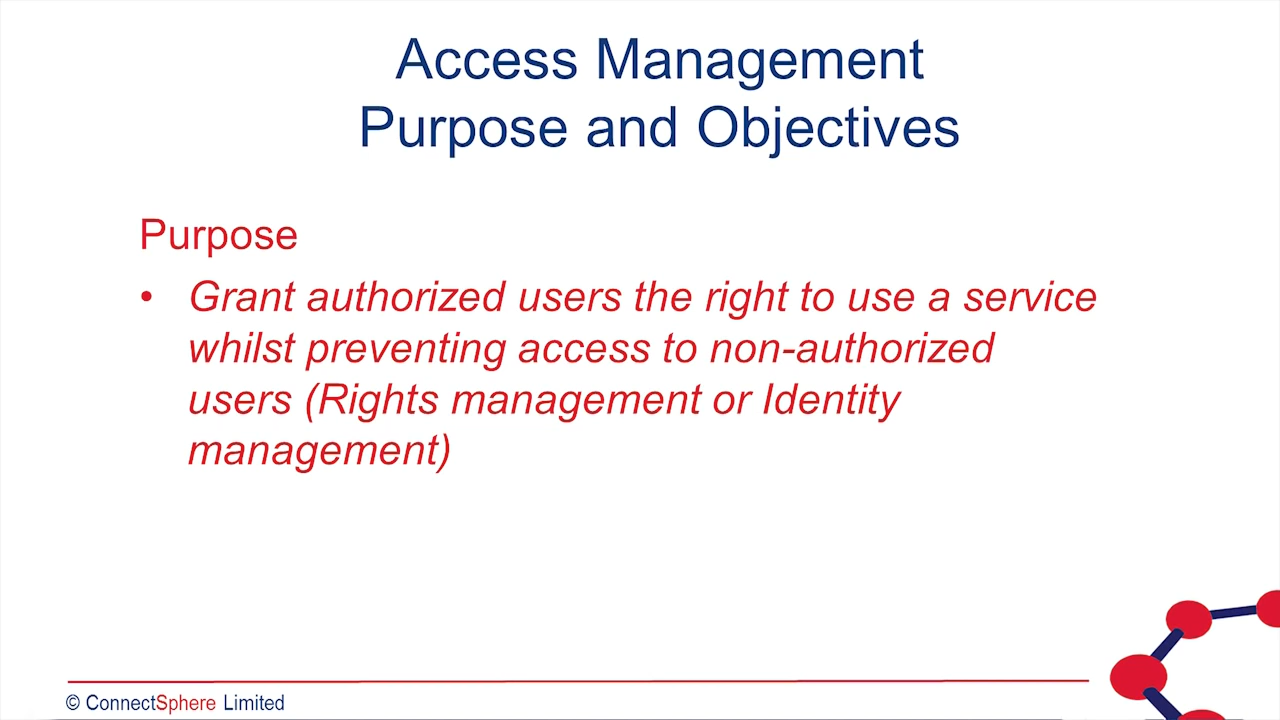 Access Management
Purpose and Objectives
Purpose
• Grant authorized users the right to use a service
whilst preventing access to non-authorized
users (Rights management or Identity
management)
© ConnectSphere Limited